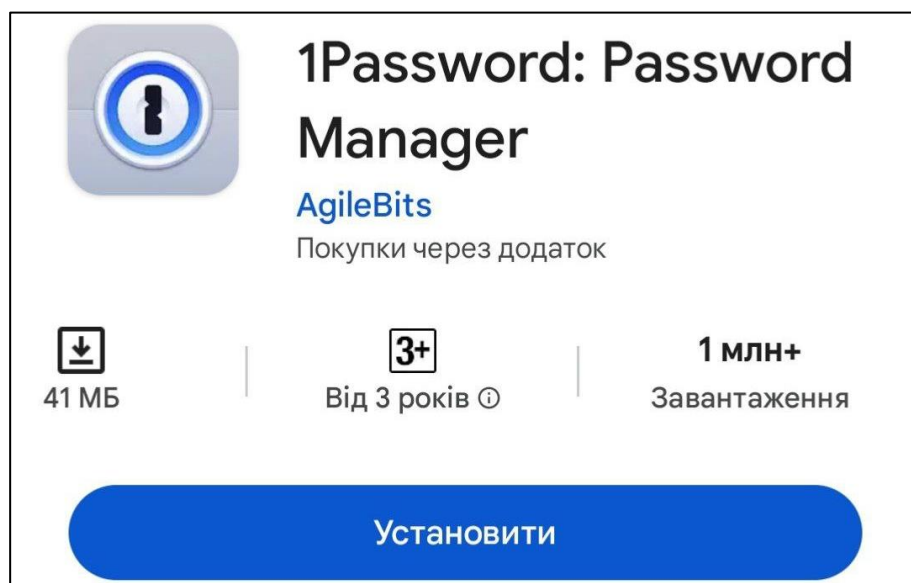 1Password: Password
Manager
AgileBits
Покупки через додаток
41 МБ
3+
Від 3 років
1 млн+
Завантаження
Установити